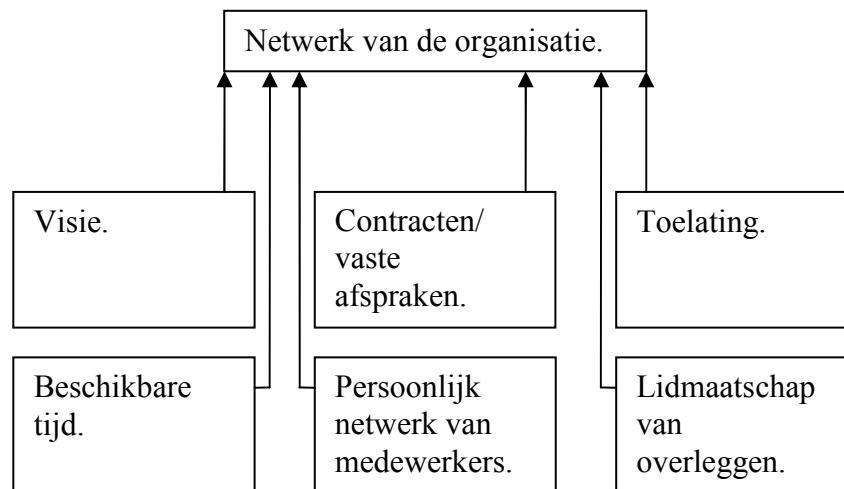 Netwerk van de organisatie.
Visie.
Contracten/
vaste
afspraken.
Toelating.
Beschikbare
tijd.
Persoonlijk
netwerk van
medewerkers.
Lidmaatschap
van
overleggen.